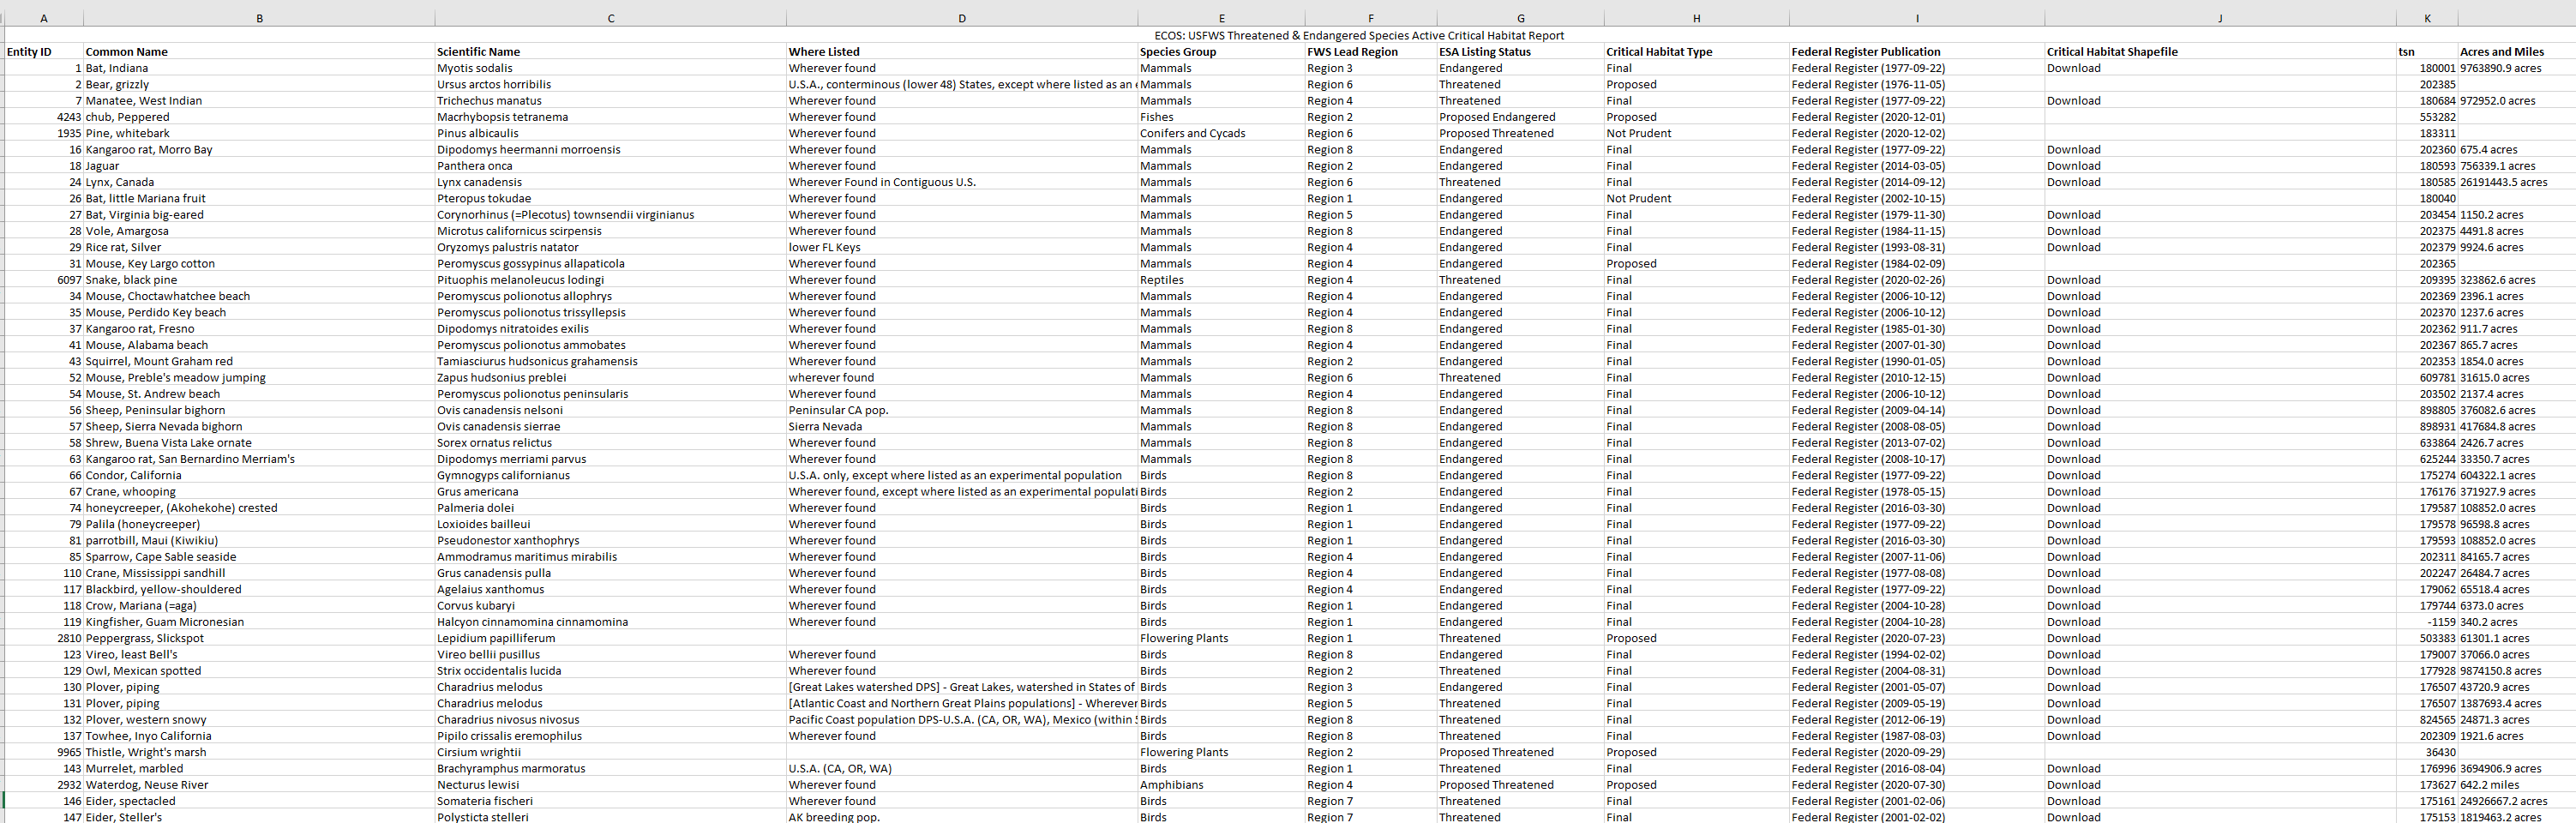 A B C D E F G H I J K
ECOS: USFWS Threatened & Endangered Species Active Critical Habitat Report
Entity ID Common Name Scientific Name Where Listed Species Group FWS Lead Region ESA Listing Status Critical Habitat Type Federal Register Publication Critical Habitat Shapefile tsn Acres and Miles
1 Bat, Indiana Myotis sodalis Wherever found Mammals Region 3 Endangered Final Federal Register (1977-09-22) Download 180001 9763890.9 acres
2 Bear, grizzly Ursus arctos horribilis U.S.A., conterminous (lower 48) States, except where listed as an e Mammals Region 6 Threatened Proposed Federal Register (1976-11-05) 202385
7 Manatee, West Indian Trichechus manatus Wherever found Mammals Region 4 Threatened Final Federal Register (1977-09-22) Download 180684 972952.0 acres
4243 chub, Peppered Macrhybopsis tetranema Wherever found Fishes Region 2 Proposed Endangered Proposed Federal Register (2020-12-01) 553282
1935 Pine, whitebark Pinus albicaulis Wherever found Conifers and Cycads Region 6 Proposed Threatened Not Prudent Federal Register (2020-12-02) 183311
16 Kangaroo rat, Morro Bay Dipodomys heermanni morroensis Wherever found Mammals Region 8 Endangered Final Federal Register (1977-09-22) Download 202360 675.4 acres
18 Jaguar Panthera onca Wherever found Mammals Region 2 Endangered Final Federal Register (2014-03-05) Download 180593 756339.1 acres
24 Lynx, Canada Lynx canadensis Wherever Found in Contiguous U.S. Mammals Region 6 Threatened Final Federal Register (2014-09-12) Download 180585 26191443.5 acres
26 Bat, little Mariana fruit Pteropus tokudae Wherever found Mammals Region 1 Endangered Not Prudent Federal Register (2002-10-15) 180040
27 Bat, Virginia big-eared Corynorhinus (=Plecotus) townsendii virginianus Wherever found Mammals Region 5 Endangered Final Federal Register (1979-11-30) Download 203454 1150.2 acres
28 Vole, Amargosa Microtus californicus scirpensis Wherever found Mammals Region 8 Endangered Final Federal Register (1984-11-15) Download 202375 4491.8 acres
29 Rice rat, Silver Oryzomys palustris natator lower FL Keys Mammals Region 4 Endangered Final Federal Register (1993-08-31) Download 202379 9924.6 acres
31 Mouse, Key Largo cotton Peromyscus gossypinus allapaticola Wherever found Mammals Region 4 Endangered Proposed Federal Register (1984-02-09) 202365
6097 Snake, black pine Pituophis melanoleucus lodingi Wherever found Reptiles Region 4 Threatened Final Federal Register (2020-02-26) Download 209395 323862.6 acres
34 Mouse, Choctawhatchee beach Peromyscus polionotus allophrys Wherever found Mammals Region 4 Endangered Final Federal Register (2006-10-12) Download 202369 2396.1 acres
35 Mouse, Perdido Key beach Peromyscus polionotus trissyllepsis Wherever found Mammals Region 4 Endangered Final Federal Register (2006-10-12) Download 202370 1237.6 acres
37 Kangaroo rat, Fresno Dipodomys nitratoides exilis Wherever found Mammals Region 8 Endangered Final Federal Register (1985-01-30) Download 202362 911.7 acres
41 Mouse, Alabama beach Peromyscus polionotus ammobates Wherever found Mammals Region 4 Endangered Final Federal Register (2007-01-30) Download 202367 865.7 acres
43 Squirrel, Mount Graham red Tamiasciurus hudsonicus grahamensis Wherever found Mammals Region 2 Endangered Final Federal Register (1990-01-05) Download 202353 1854.0 acres
52 Mouse, Preble's meadow jumping Zapus hudsonius preblei wherever found Mammals Region 6 Threatened Final Federal Register (2010-12-15) Download 609781 31615.0 acres
54 Mouse, St. Andrew beach Peromyscus polionotus peninsularis Wherever found Mammals Region 4 Endangered Final Federal Register (2006-10-12) Download 203502 2137.4 acres
56 Sheep, Peninsular bighorn Ovis canadensis nelsoni Peninsular CA pop. Mammals Region 8 Endangered Final Federal Register (2009-04-14) Download 898805 376082.6 acres
57 Sheep, Sierra Nevada bighorn Ovis canadensis sierrae Sierra Nevada Mammals Region 8 Endangered Final Federal Register (2008-08-05) Download 898931 417684.8 acres
58 Shrew, Buena Vista Lake ornate Sorex ornatus relictus Wherever found Mammals Region 8 Endangered Final Federal Register (2013-07-02) Download 633864 2426.7 acres
63 Kangaroo rat, San Bernardino Merriam's Dipodomys merriami parvus Wherever found Mammals Region 8 Endangered Final Federal Register (2008-10-17) Download 625244 33350.7 acres
66 Condor, California Gymnogyps californianus U.S.A. only, except where listed as an experimental population Birds Region 8 Endangered Final Federal Register (1977-09-22) Download 175274 604322.1 acres
67 Crane, whooping Grus americana Wherever found, except where listed as an experimental populati Birds Region 2 Endangered Final Federal Register (1978-05-15) Download 176176 371927.9 acres
74 honeycreeper, (Akohekohe) crested Palmeria dolei Wherever found Birds Region 1 Endangered Final Federal Register (2016-03-30) Download 179587 108852.0 acres
79 Palila (honeycreeper) Loxioides bailleui Wherever found Birds Region 1 Endangered Final Federal Register (1977-09-22) Download 179578 96598.8 acres
81 parrotbill, Maui (Kiwikiu) Pseudonestor xanthophrys Wherever found Birds Region 1 Endangered Final Federal Register (2016-03-30) Download 179593 108852.0 acres
85 Sparrow, Cape Sable seaside Ammodramus maritimus mirabilis Wherever found Birds Region 4 Endangered Final Federal Register (2007-11-06) Download 202311 84165.7 acres
110 Crane, Mississippi sandhill Grus canadensis pulla Wherever found Birds Region 4 Endangered Final Federal Register (1977-08-08) Download 202247 26484.7 acres
117 Blackbird, yellow-shouldered Agelaius xanthomus Wherever found Birds Region 4 Endangered Final Federal Register (1977-09-22) Download 179062 65518.4 acres
118 Crow, Mariana (=aga) Corvus kubaryi Wherever found Birds Region 1 Endangered Final Federal Register (2004-10-28) Download 179744 6373.0 acres
119 Kingfisher, Guam Micronesian Halcyon cinnamomina cinnamomina Wherever found Birds Region 1 Endangered Final Federal Register (2004-10-28) Download -1159 340.2 acres
2810 Peppergrass, Slickspot Lepidium papilliferum Flowering Plants Region 1 Threatened Proposed Federal Register (2020-07-23) Download 503383 61301.1 acres
123 Vireo, least Bell's Vireo bellii pusillus Wherever found Birds Region 8 Endangered Final Federal Register (1994-02-02) Download 179007 37066.0 acres
129 Owl, Mexican spotted Strix occidentalis lucida Wherever found Birds Region 2 Threatened Final Federal Register (2004-08-31) Download 177928 9874150.8 acres
130 Plover, piping Charadrius melodus [Great Lakes watershed DPS] - Great Lakes, watershed in States of Birds Region 3 Endangered Final Federal Register (2001-05-07) Download 176507 43720.9 acres
131 Plover, piping Charadrius melodus [Atlantic Coast and Northern Great Plains populations] - Wherever Birds Region 5 Threatened Final Federal Register (2009-05-19) Download 176507 1387693.4 acres
132 Plover, western snowy Charadrius nivosus nivosus Pacific Coast population DPS-U.S.A. (CA, OR, WA), Mexico (within Birds Region 8 Threatened Final Federal Register (2012-06-19) Download 824565 24871.3 acres
137 Towhee, Inyo California Pipilo crissalis eremophilus Wherever found Birds Region 8 Threatened Final Federal Register (1987-08-03) Download 202309 1921.6 acres
9965 Thistle, Wright's marsh Cirsium wrightii Flowering Plants Region 2 Proposed Threatened Proposed Federal Register (2020-09-29) 36430
143 Murrelet, marbled Brachyramphus marmoratus U.S.A. (CA, OR, WA) Birds Region 1 Threatened Final Federal Register (2016-08-04) Download 176996 3694906.9 acres
2932 Waterdog, Neuse River Necturus lewisi Wherever found Amphibians Region 4 Proposed Threatened Proposed Federal Register (2020-07-30) Download 173627 642.2 miles
146 Eider, spectacled Somateria fischeri Wherever found Birds Region 7 Threatened Final Federal Register (2001-02-06) Download 175161 24926667.2 acres
147 Eider, Steller's Polysticta stelleri AK breeding pop. Birds Region 7 Threatened Final Federal Register (2001-02-02) Download 175153 1819463.2 acres